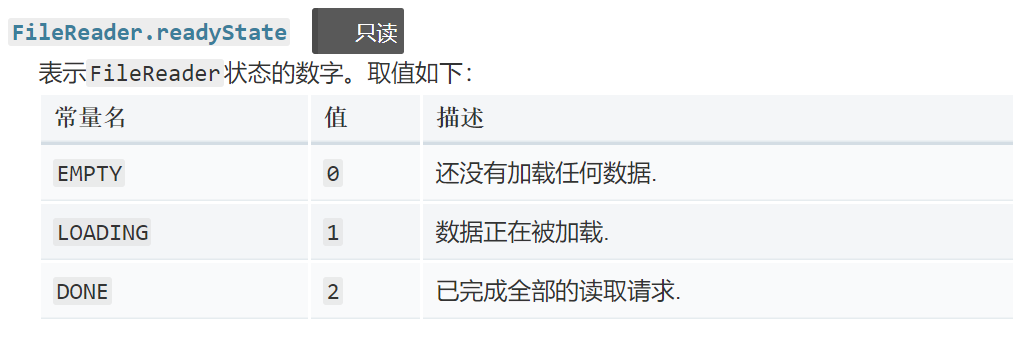 FileReader.readyState 只读
表示FileReader状态的数字。取值如下：
常量名 值 描述
EMPTY 0 还没有加载任何数据.
LOADING 1 数据正在被加载.
DONE 2 已完成全部的读取请求.